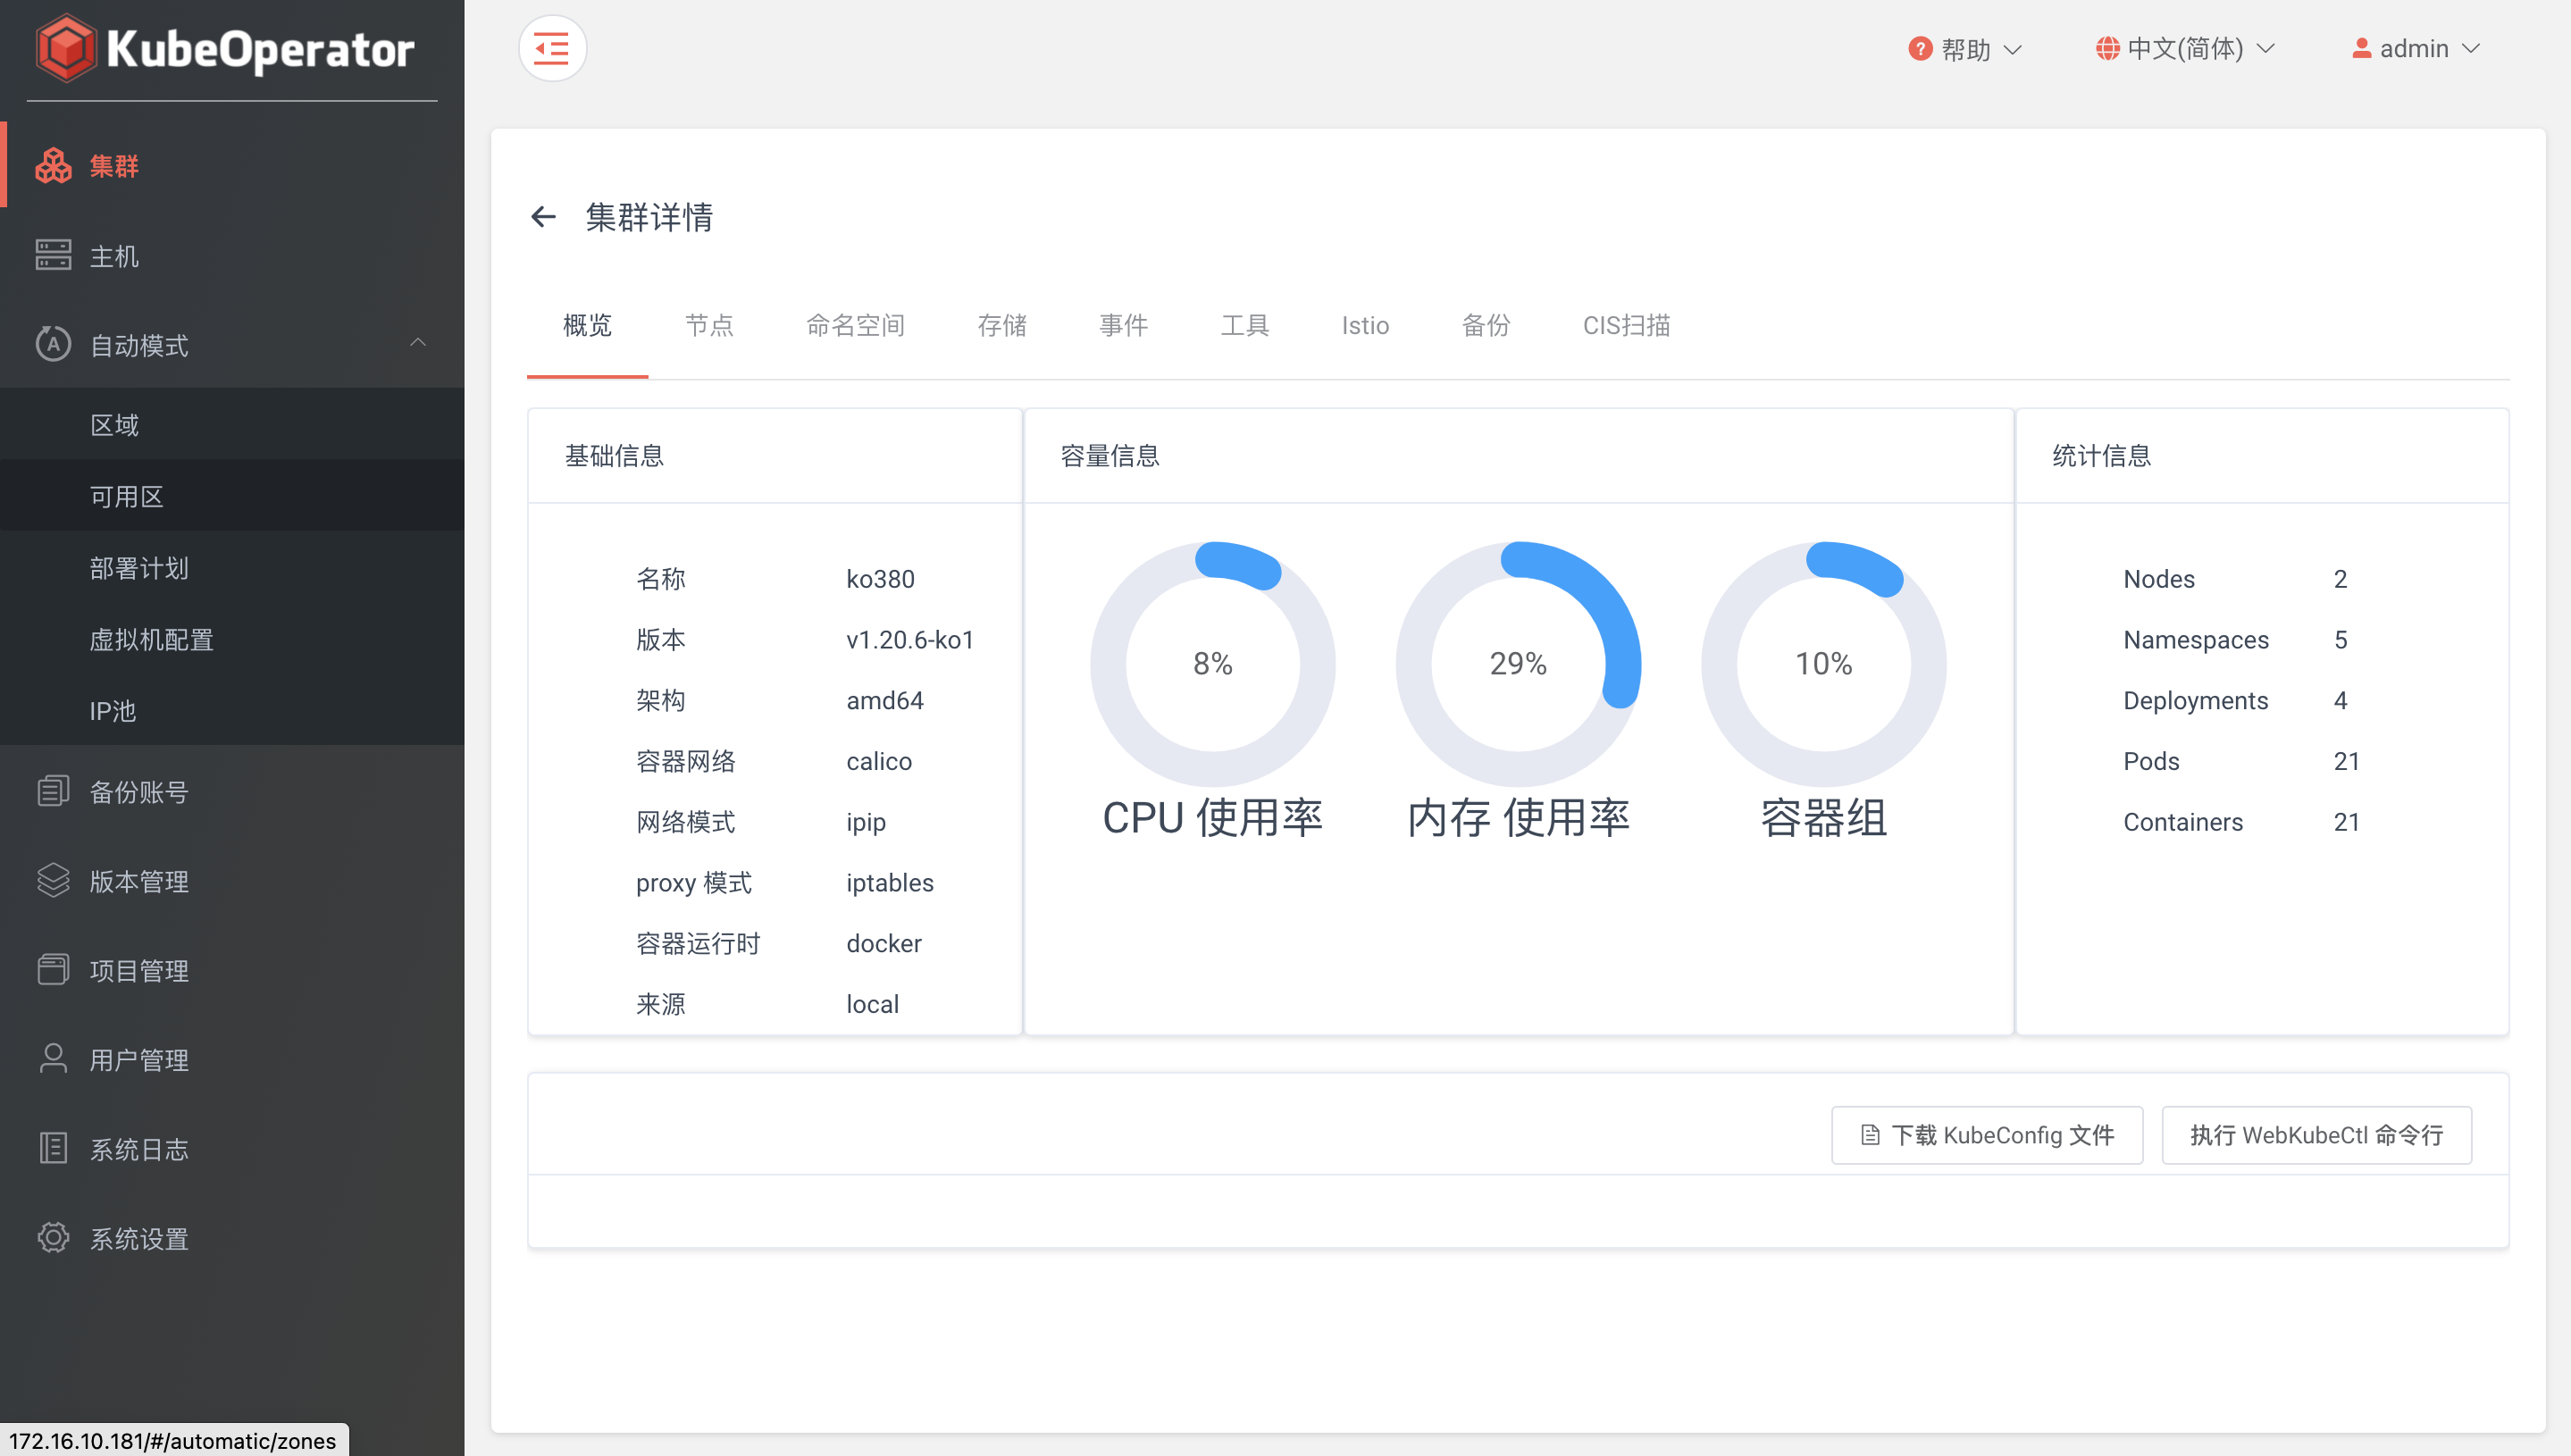 KubeOperator
帮助
中文(简体)
admin
集群
主机
自动模式
区域
可用区
部署计划
虚拟机配置
IP池
备份账号
版本管理
项目管理
用户管理
系统日志
系统设置
172.16.10.181/#/automatic/zones
集群详情
概览 节点 命名空间 存储 事件 工具 Istio 备份 CIS扫描
基础信息
名称 ko380
版本 v1.20.6-ko1
架构 amd64
容器网络 calico
网络模式 ipip
proxy 模式 iptables
容器运行时 docker
来源 local
容量信息
8% 29% 10%
CPU 使用率 内存 使用率 容器组
统计信息
Nodes 2
Namespaces 5
Deployments 4
Pods 21
Containers 21
下载 KubeConfig 文件 执行 WebKubeCtl 命令行